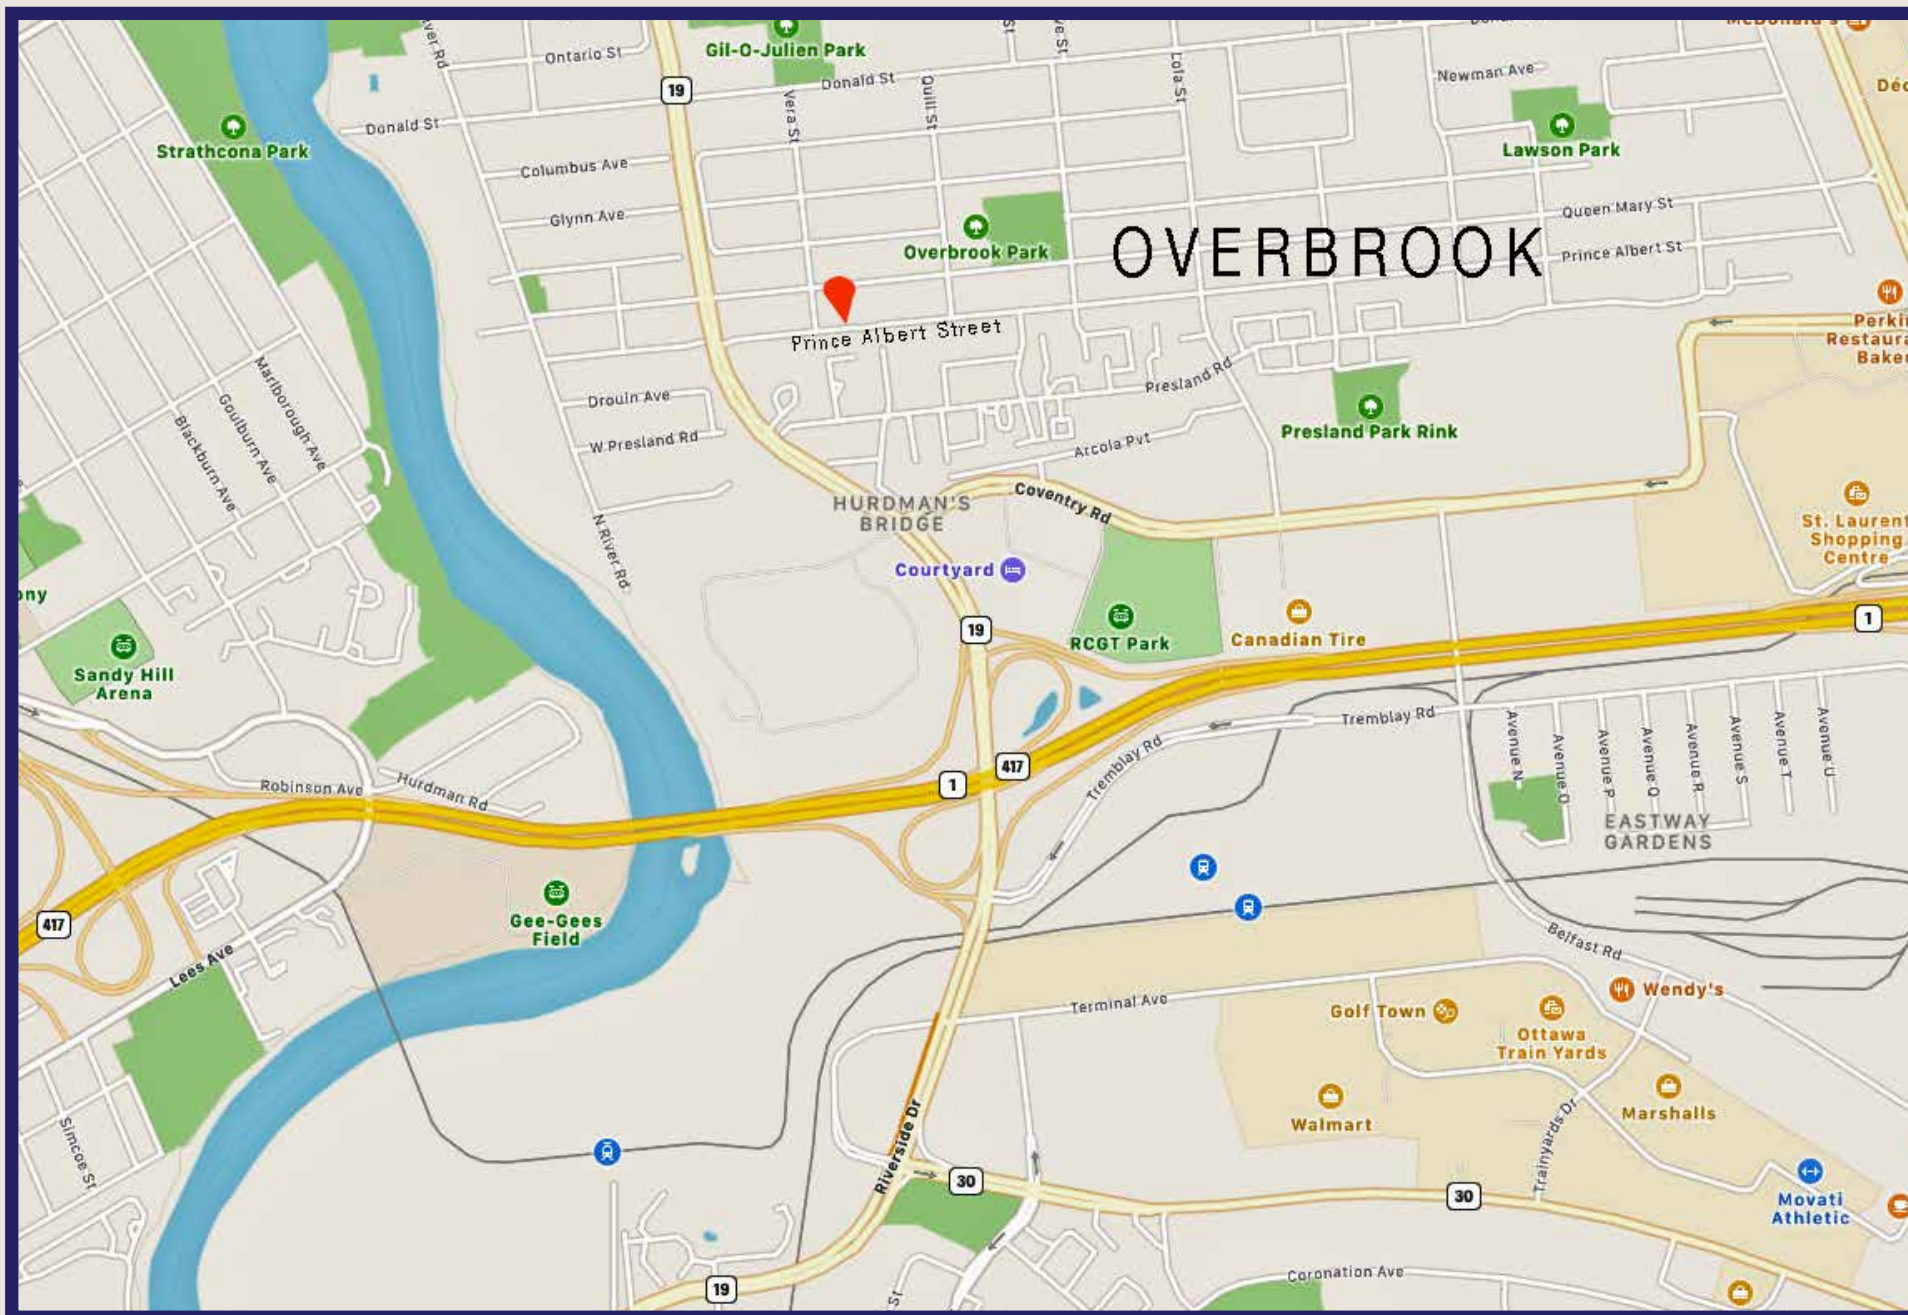 McDonald's
Ontario St
Gil-O-Julien Park
Donald St
Newman Ave
19
Vera St
Quill St
Lola St
Donald St
Strathcona Park
Lawson Park
Columbus Ave
Glynn Ave
Queen Mary St
Overbrook Park
OVERBROOK
Prince Albert St
Prince Albert Street
Marlborough Ave
Goulburn Ave
Blackburn Ave
Drouin Ave
Presland Rd
W Presland Rd
Arcola Pvt
Presland Park Rink
HURDMAN'S
BRIDGE
Coventry Rd
St. Laurent
Shopping
Centre
N River Rd
Courtyard
19
RCGT Park
Canadian Tire
1
Sandy Hill
Arena
Tremblay Rd
Tremblay Rd
Avenue N
Avenue O
Avenue P
Avenue Q
Avenue R
Avenue S
Avenue T
Avenue U
417
1
Robinson Ave
Hurdman Rd
EASTWAY
GARDENS
417
Gee-Gees
Field
Lees Ave
Belfast Rd
Wendy's
Terminal Ave
Golf Town
Ottawa
Train Yards
Walmart
Marshalls
Trainyards Dr
Simcoe St
Riverside Dr
30
30
Movati
Athletic
19
St
Coronation Ave